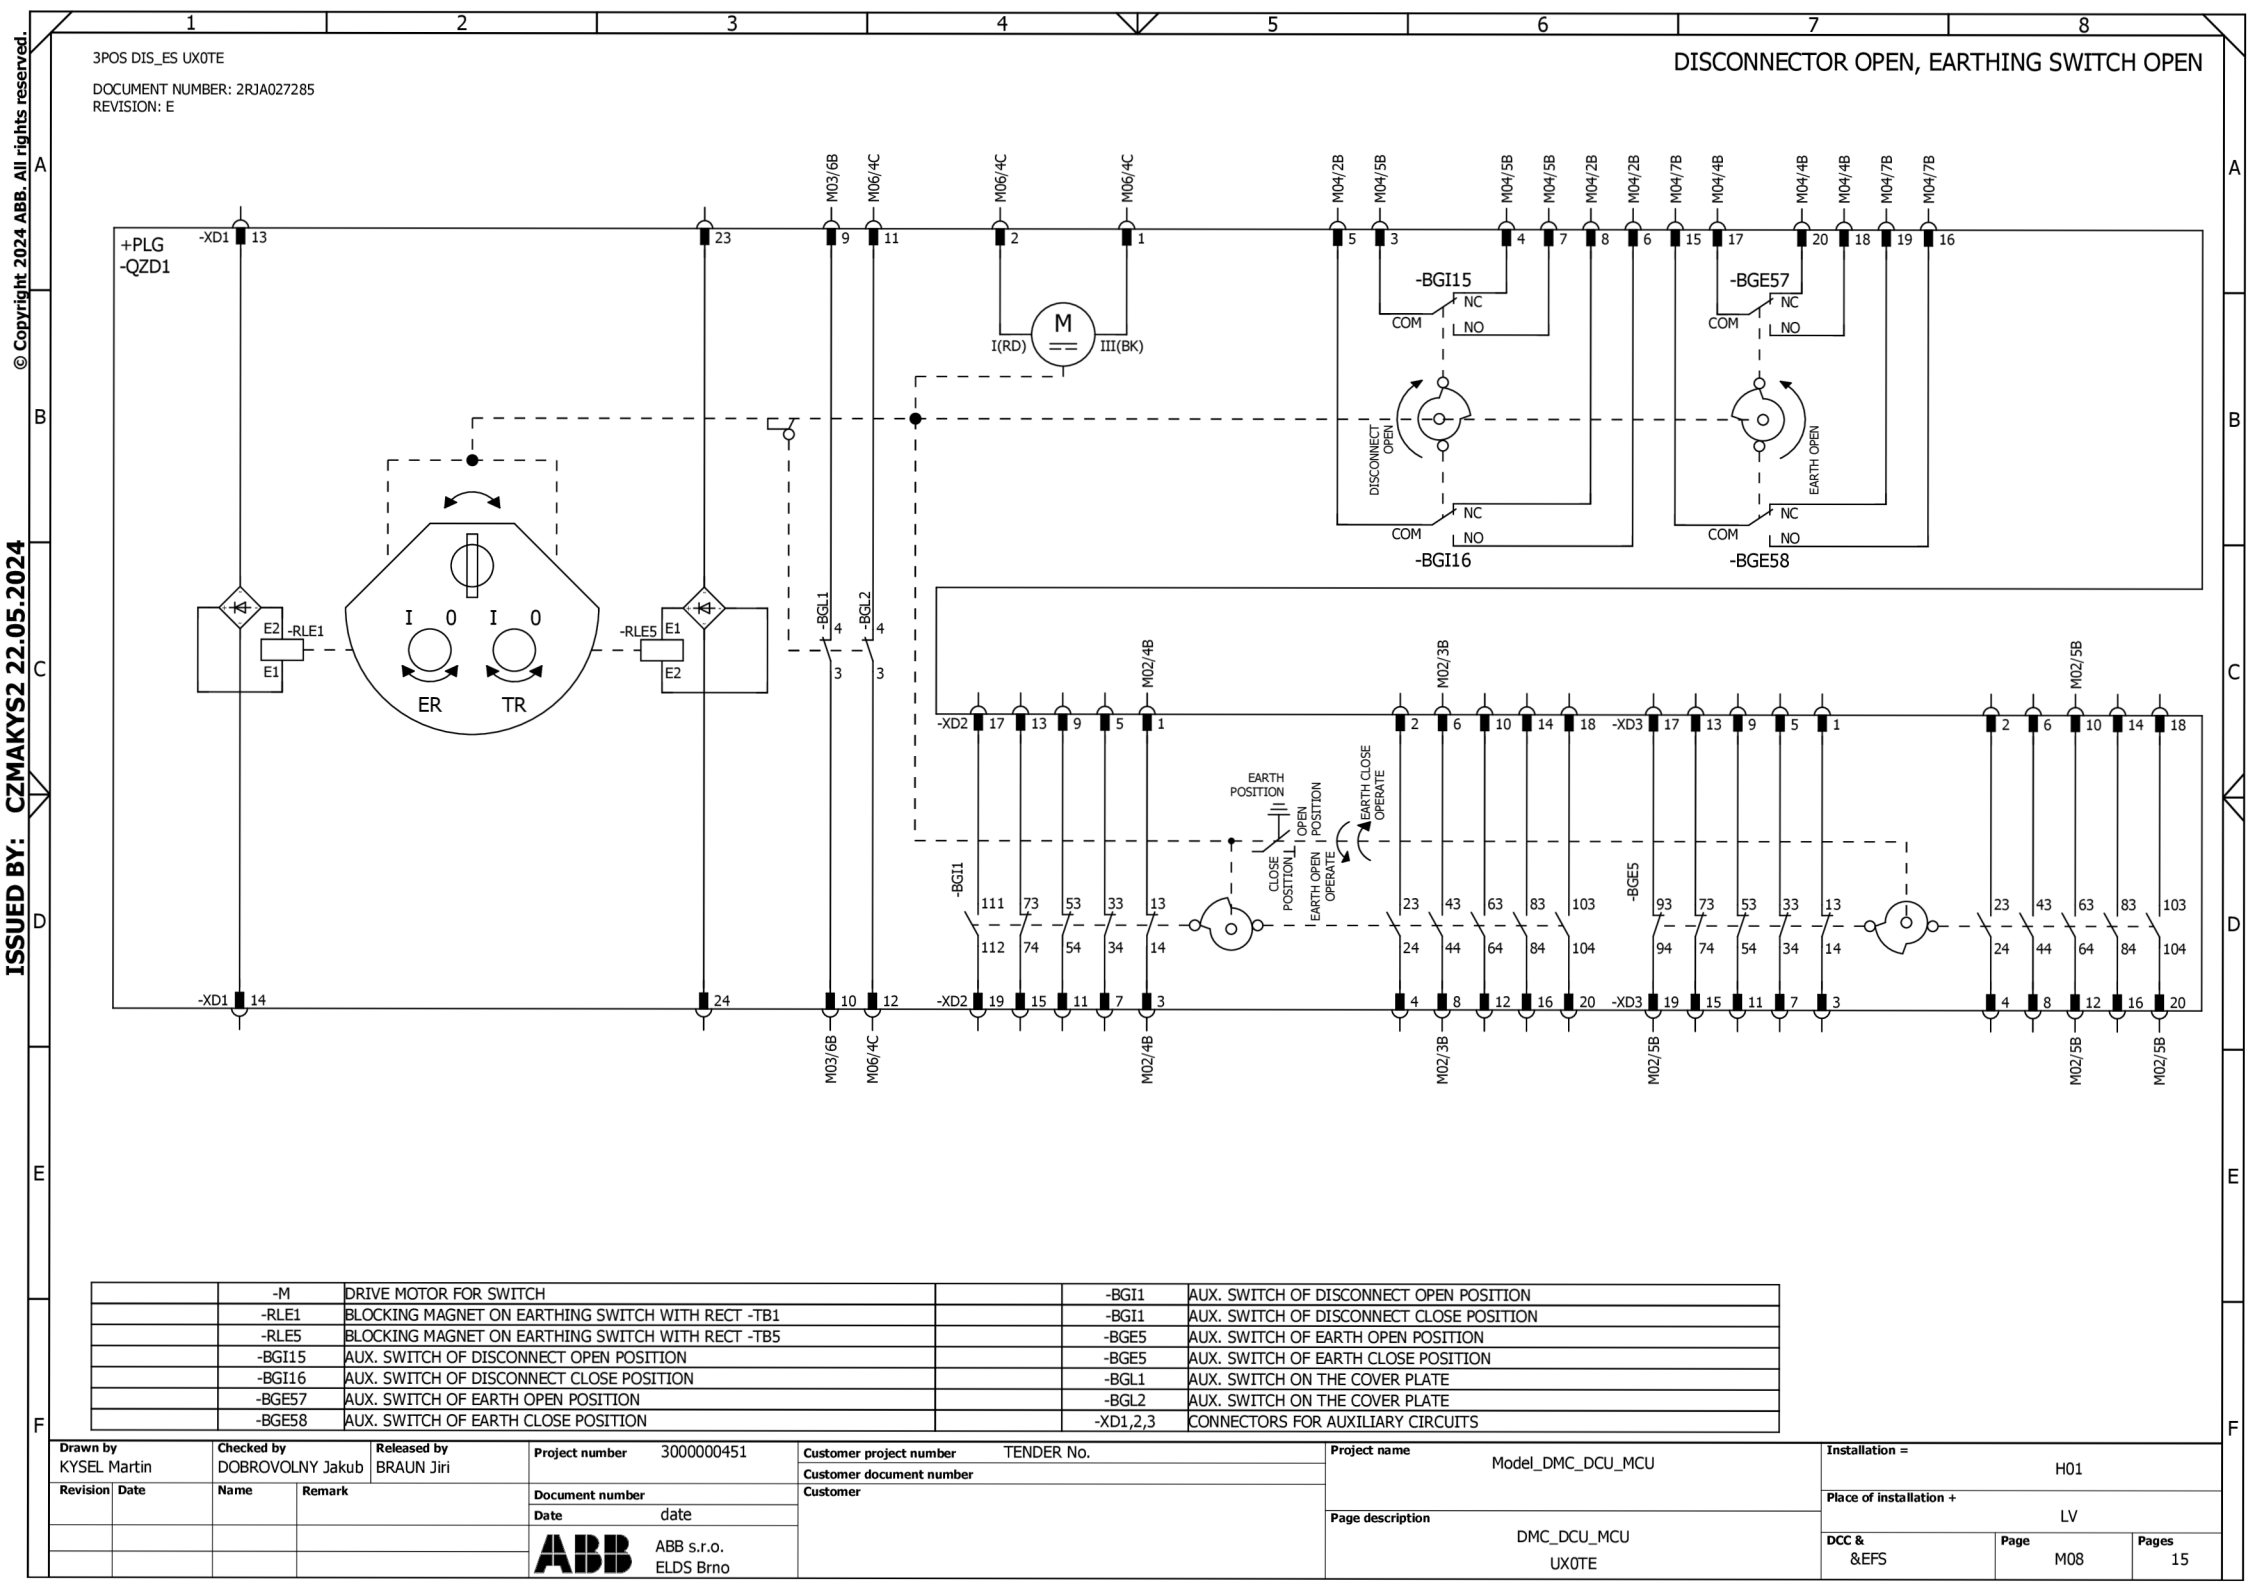 1 2 3 4 5 6 7 8
© Copyright 2024 ABB. All rights reserved.
ISSUED BY: CZMAKYS2 22.05.2024
3POS DIS_ES UX0TE
DISCONNECTOR OPEN, EARTHING SWITCH OPEN
DOCUMENT NUMBER: 2RJA027285
REVISION: E
A A
M03/6B M06/4C M06/4C M06/4C M04/2B M04/5B M04/5B M04/5B M04/2B M04/2B M04/7B M04/4B M04/4B M04/4B M04/7B M04/7B
-XD1 13 23 9 11 2 1 5 3 4 7 8 6 15 17 20 18 19 16
+PLG
-QZD1
-BGI15 -BGE57
NC NC
COM COM
NO NO
M
I(RD) III(BK)
B B
DISCONNECT
OPEN
EARTH OPEN
NC NC
COM COM
NO NO
-BGI16 -BGE58
I 0 I 0
E2 -RLE1 -RLE5 E1
E1 E2
ER TR
-BGL1 -BGL2
4 4
3 3
C C
M02/4B M02/3B M02/5B
-XD2 17 13 9 5 1 2 6 10 14 18 -XD3 17 13 9 5 1 2 6 10 14 18
EARTH
POSITION
OPEN
POSITION
EARTH CLOSE
OPERATE
CLOSE
POSITION
EARTH OPEN
OPERATE
-BGI1 -BGE5
111 73 53 33 13 23 43 63 83 103 93 73 53 33 13 23 43 63 83 103
D D
112 74 54 34 14 24 44 64 84 104 94 74 54 34 14 24 44 64 84 104
-XD1 14 24 10 12 -XD2 19 15 11 7 3 4 8 12 16 20 -XD3 19 15 11 7 3 4 8 12 16 20
M03/6B M06/4C M02/4B M02/3B M02/5B M02/5B M02/5B
E E
-M DRIVE MOTOR FOR SWITCH -BGI1 AUX. SWITCH OF DISCONNECT OPEN POSITION
-RLE1 BLOCKING MAGNET ON EARTHING SWITCH WITH RECT -TB1 -BGI1 AUX. SWITCH OF DISCONNECT CLOSE POSITION
-RLE5 BLOCKING MAGNET ON EARTHING SWITCH WITH RECT -TB5 -BGE5 AUX. SWITCH OF EARTH OPEN POSITION
-BGI15 AUX. SWITCH OF DISCONNECT OPEN POSITION -BGE5 AUX. SWITCH OF EARTH CLOSE POSITION
-BGI16 AUX. SWITCH OF DISCONNECT CLOSE POSITION -BGL1 AUX. SWITCH ON THE COVER PLATE
-BGE57 AUX. SWITCH OF EARTH OPEN POSITION -BGL2 AUX. SWITCH ON THE COVER PLATE
-BGE58 AUX. SWITCH OF EARTH CLOSE POSITION -XD1,2,3 CONNECTORS FOR AUXILIARY CIRCUITS
F F
Drawn by Checked by Released by Project number 3000000451 Customer project number TENDER No. Project name Installation =
KYSEL Martin DOBROVOLNY Jakub BRAUN Jiri Customer document number Model_DMC_DCU_MCU H01
Revision Date Name Remark Document number Customer Place of installation +
Date date Page description LV
ABB ABB s.r.o. DMC_DCU_MCU DCC & Page Pages
ELDS Brno UX0TE &EFS M08 15